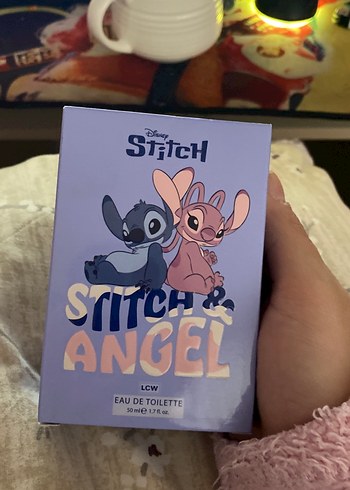 Disney
STITCH
STITCH &
ANGEL
LCW
EAU DE TOILETTE
50 ml ℮ 1.7 fl. oz.